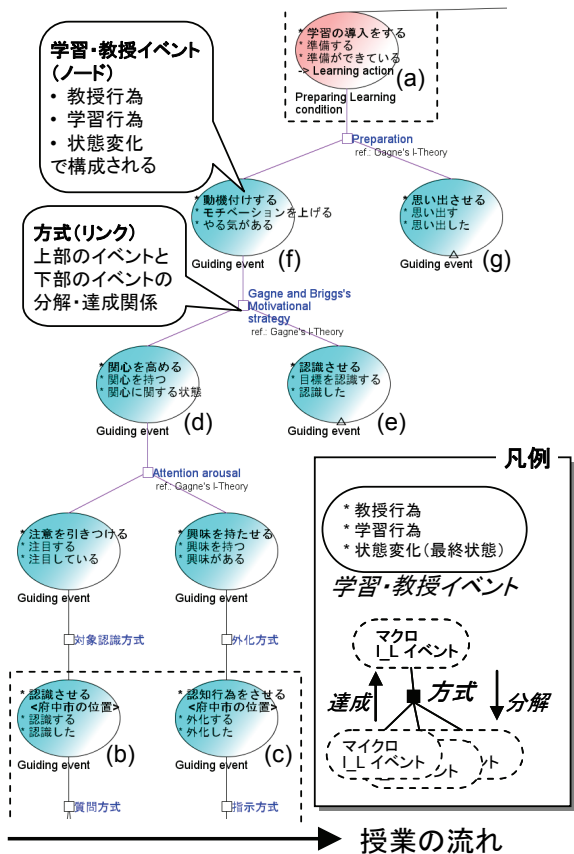 学習・教授イベント
(ノード)
・ 教授行為
・ 学習行為
・ 状態変化
で構成される
* 学習の導入をする
* 準備する
* 準備ができている
-> Learning action
(a)
Preparing Learning
condition
Preparation
ref.: Gagne's I-Theory
* 動機付けする
* モチベーションを上げる
* やる気がある
Guiding event
(f)
* 思い出させる
* 思い出す
* 思い出した
Guiding event
(g)
方式(リンク)
上部のイベントと
下部のイベントの
分解・達成関係
Gagne and Briggs's
Motivational
strategy
ref.: Gagne's I-Theory
* 関心を高める
* 関心を持つ
* 関心に関する状態
Guiding event
(d)
* 認識させる
* 目標を認識する
* 認識した
Guiding event
(e)
Attention arousal
ref.: Gagne's I-Theory
* 注意を引きつける
* 注目する
* 注目している
Guiding event
* 興味を持たせる
* 興味を持つ
* 興味がある
Guiding event
対象認識方式
外化方式
* 認識させる
<府中市の位置>
* 認識する
* 認識した
Guiding event
(b)
* 認知行為をさせる
<府中市の位置>
* 外化する
* 外化した
Guiding event
(c)
質問方式
指示方式
凡例
* 教授行為
* 学習行為
* 状態変化(最終状態)
学習・教授イベント
マクロ
I_L イベント
達成
方式
分解
マイクロ
I_L イベント
ント
ント
授業の流れ